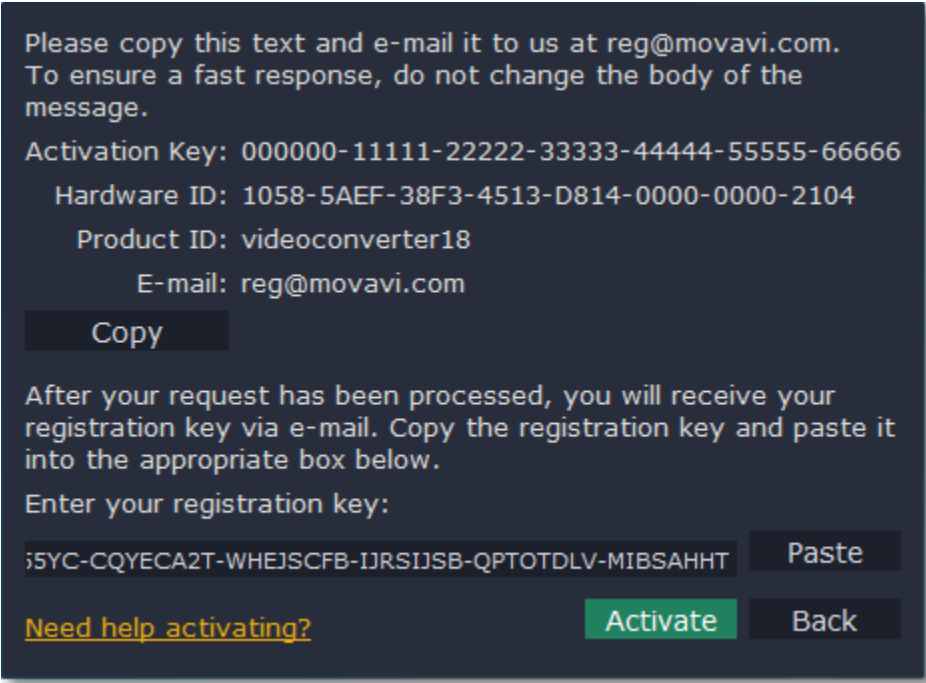 Please copy this text and e-mail it to us at reg@movavi.com.
To ensure a fast response, do not change the body of the
message.
Activation Key: 000000-11111-22222-33333-44444-55555-66666
Hardware ID: 1058-5AEF-38F3-4513-D814-0000-0000-2104
Product ID: videoconverter18
E-mail: reg@movavi.com
Copy
After your request has been processed, you will receive your
registration key via e-mail. Copy the registration key and paste it
into the appropriate box below.
Enter your registration key:
55YC-CQYECA2T-WHEJSCFB-IJRSIJSB-QPTOTDLV-MIBSAHHT Paste
Need help activating? Activate Back